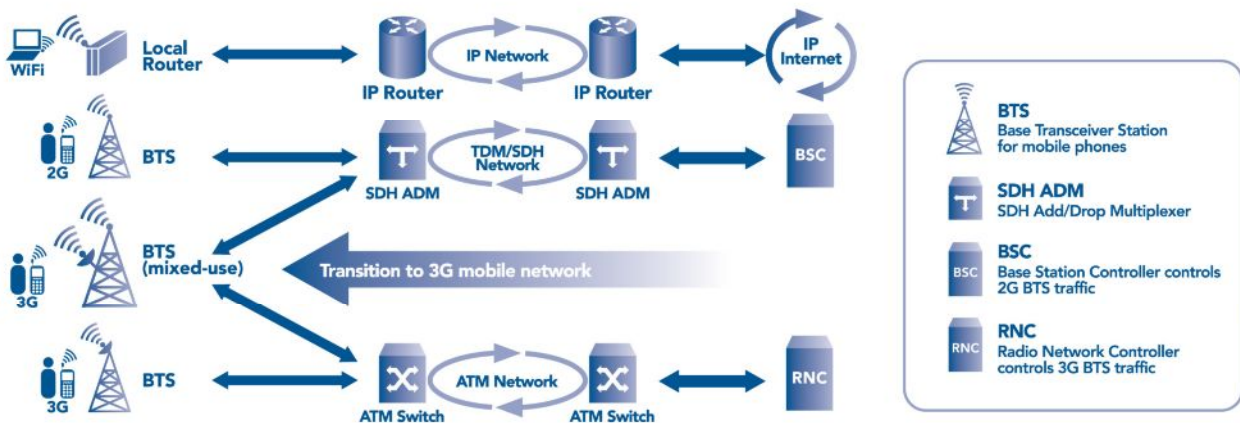 WiFi
Local
Router
IP Router
IP Network
IP Router
IP
Internet
2G
BTS
SDH ADM
TDM/SDH
Network
SDH ADM
BSC
3G
BTS
(mixed-use)
Transition to 3G mobile network
3G
BTS
ATM Switch
ATM Network
ATM Switch
RNC
BTS
Base Transceiver Station
for mobile phones
SDH ADM
SDH Add/Drop Multiplexer
BSC
BSC
Base Station Controller controls
2G BTS traffic
RNC
RNC
Radio Network Controller
controls 3G BTS traffic